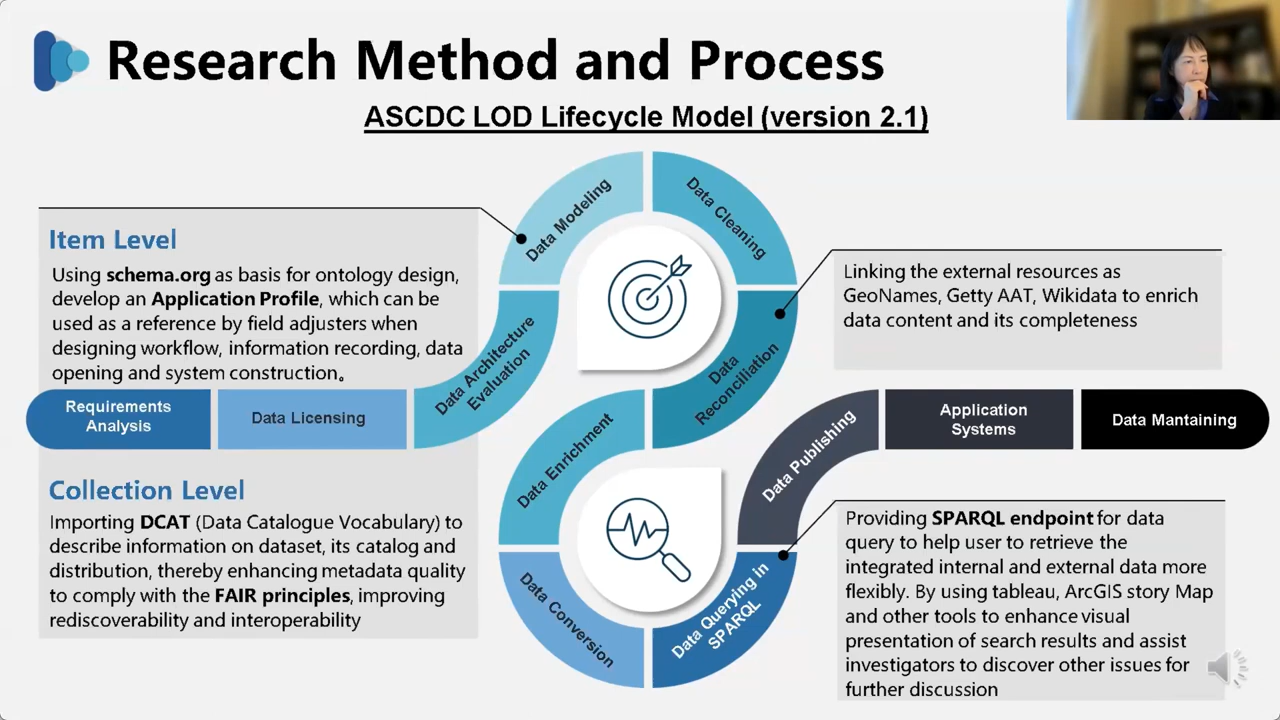 Research Method and Process
ASCDC LOD Lifecycle Model (version 2.1)
Item Level
Using schema.org as basis for ontology design,
develop an Application Profile, which can be
used as a reference by field adjusters when
designing workflow, information recording, data
opening and system construction。
Requirements
Analysis
Data Licensing
Data Architecture
Evaluation
Data Modeling
Data Cleaning
Data
Reconciliation
Data Enrichment
Data Conversion
Data Querying in
SPARQL
Data Publishing
Application
Systems
Data Mantaining
Linking the external resources as
GeoNames, Getty AAT, Wikidata to enrich
data content and its completeness
Collection Level
Importing DCAT (Data Catalogue Vocabulary) to
describe information on dataset, its catalog and
distribution, thereby enhancing metadata quality
to comply with the FAIR principles, improving
rediscoverability and interoperability
Providing SPARQL endpoint for data
query to help user to retrieve the
integrated internal and external data more
flexibly. By using tableau, ArcGIS story Map
and other tools to enhance visual
presentation of search results and assist
investigators to discover other issues for
further discussion